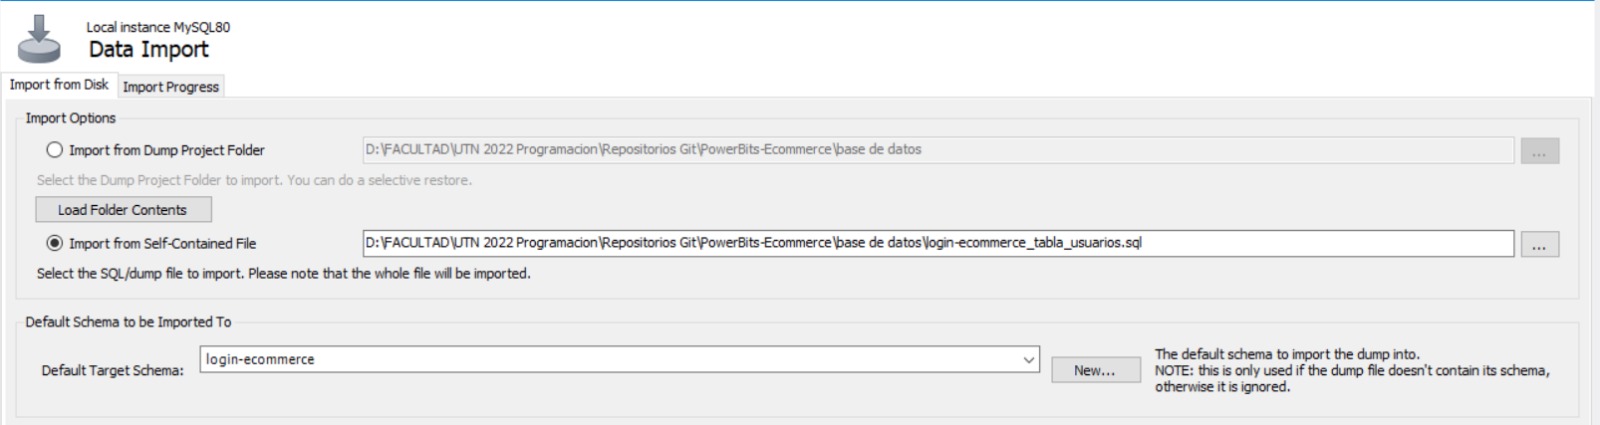 Local instance MySQL80
Data Import
Import from Disk
Import Progress
Import Options
Import from Dump Project Folder
D:\FACULTAD\UTN 2022 Programacion\Repositorios Git\PowerBits-Ecommerce\base de datos
...
Select the Dump Project Folder to import. You can do a selective restore.
Load Folder Contents
Import from Self-Contained File
D:\FACULTAD\UTN 2022 Programacion\Repositorios Git\PowerBits-Ecommerce\base de datos\login-ecommerce_tabla_usuarios.sql
...
Select the SQL/dump file to import. Please note that the whole file will be imported.
Default Schema to be Imported To
Default Target Schema:
login-ecommerce
New...
The default schema to import the dump into.
NOTE: this is only used if the dump file doesn't contain its schema,
otherwise it is ignored.